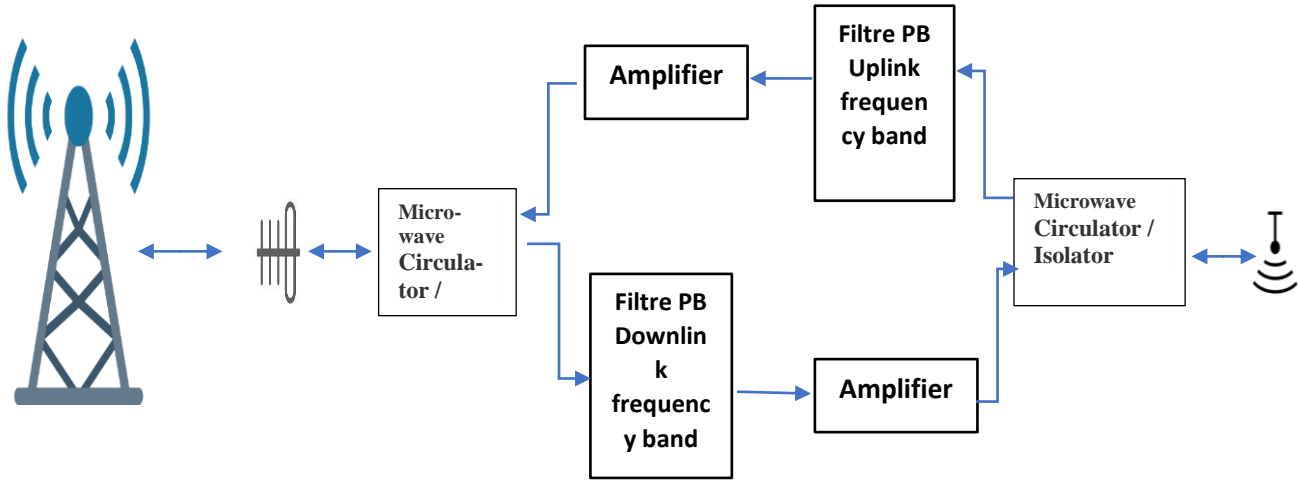 Amplifier
Filtre PB
Uplink
frequen
cy band
Micro-
wave
Circula-
tor /
Microwave
Circulator /
Isolator
Filtre PB
Downlin
k
frequenc
y band
Amplifier